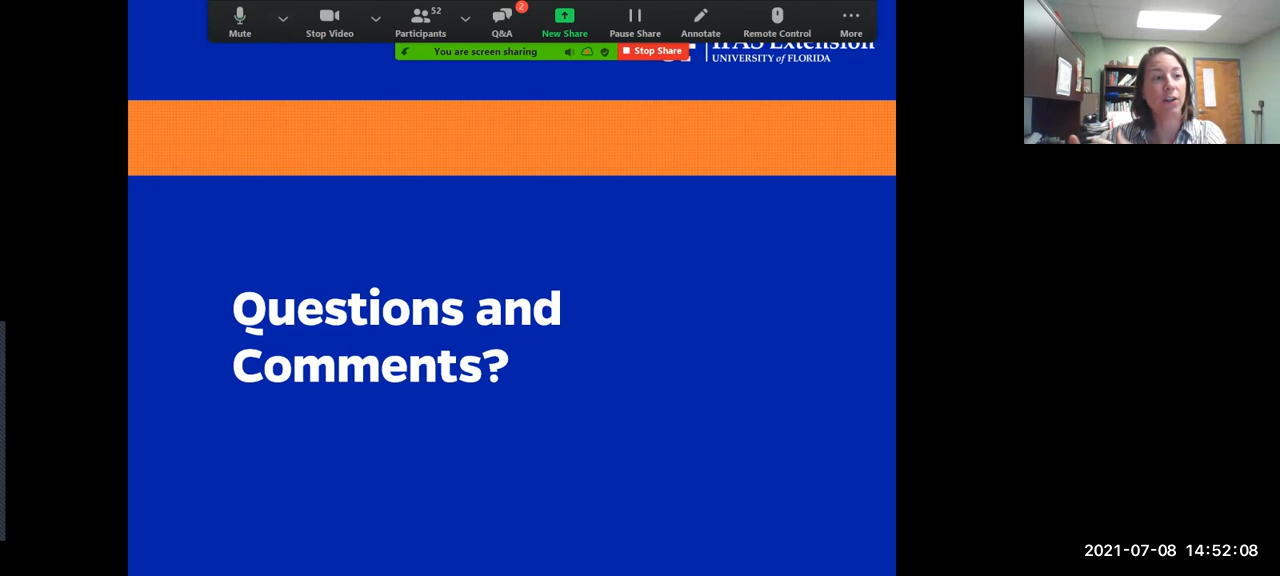 52
2
Mute
Stop Video
Participants
Q&A
New Share
Pause Share
Annotate
Remote Control
More
You are screen sharing
Stop Share
IFAS Extension
UNIVERSITY of FLORIDA
Questions and
Comments?
2021-07-08 14:52:08